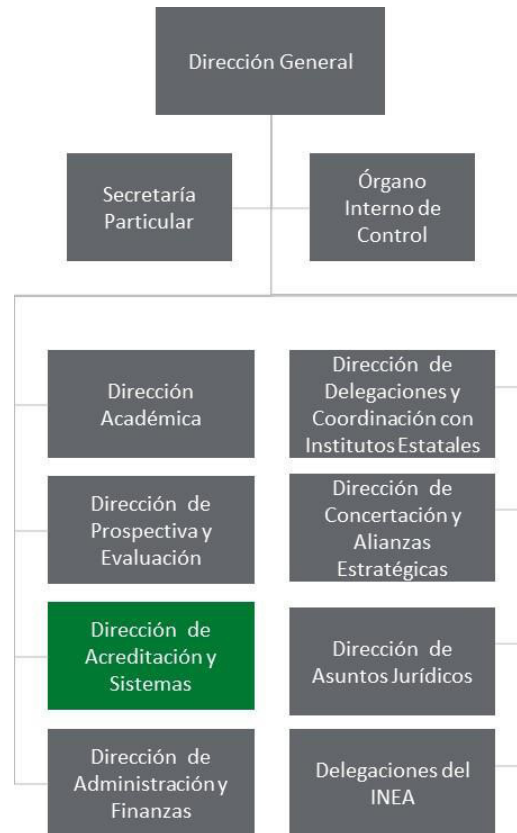 Dirección General
Secretaría
Particular
Órgano
Interno de
Control
Dirección
Académica
Dirección de
Delegaciones y
Coordinación con
Institutos Estatales
Dirección de
Prospectiva y
Evaluación
Dirección de
Concertación y
Alianzas
Estratégicas
Dirección de
Acreditación y
Sistemas
Dirección de
Asuntos Jurídicos
Dirección de
Administración y
Finanzas
Delegaciones del
INEA